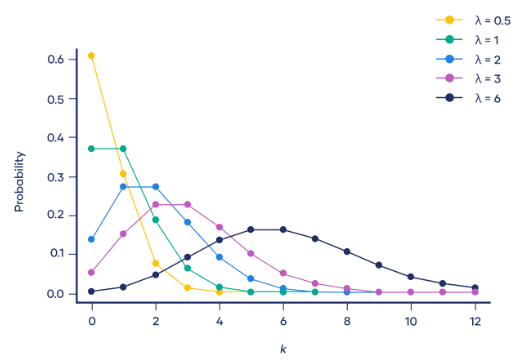 λ = 0.5
λ = 1
λ = 2
λ = 3
λ = 6
Probability
0.6
0.5
0.4
0.3
0.2
0.1
0.0
0 2 4 6 8 10 12
k